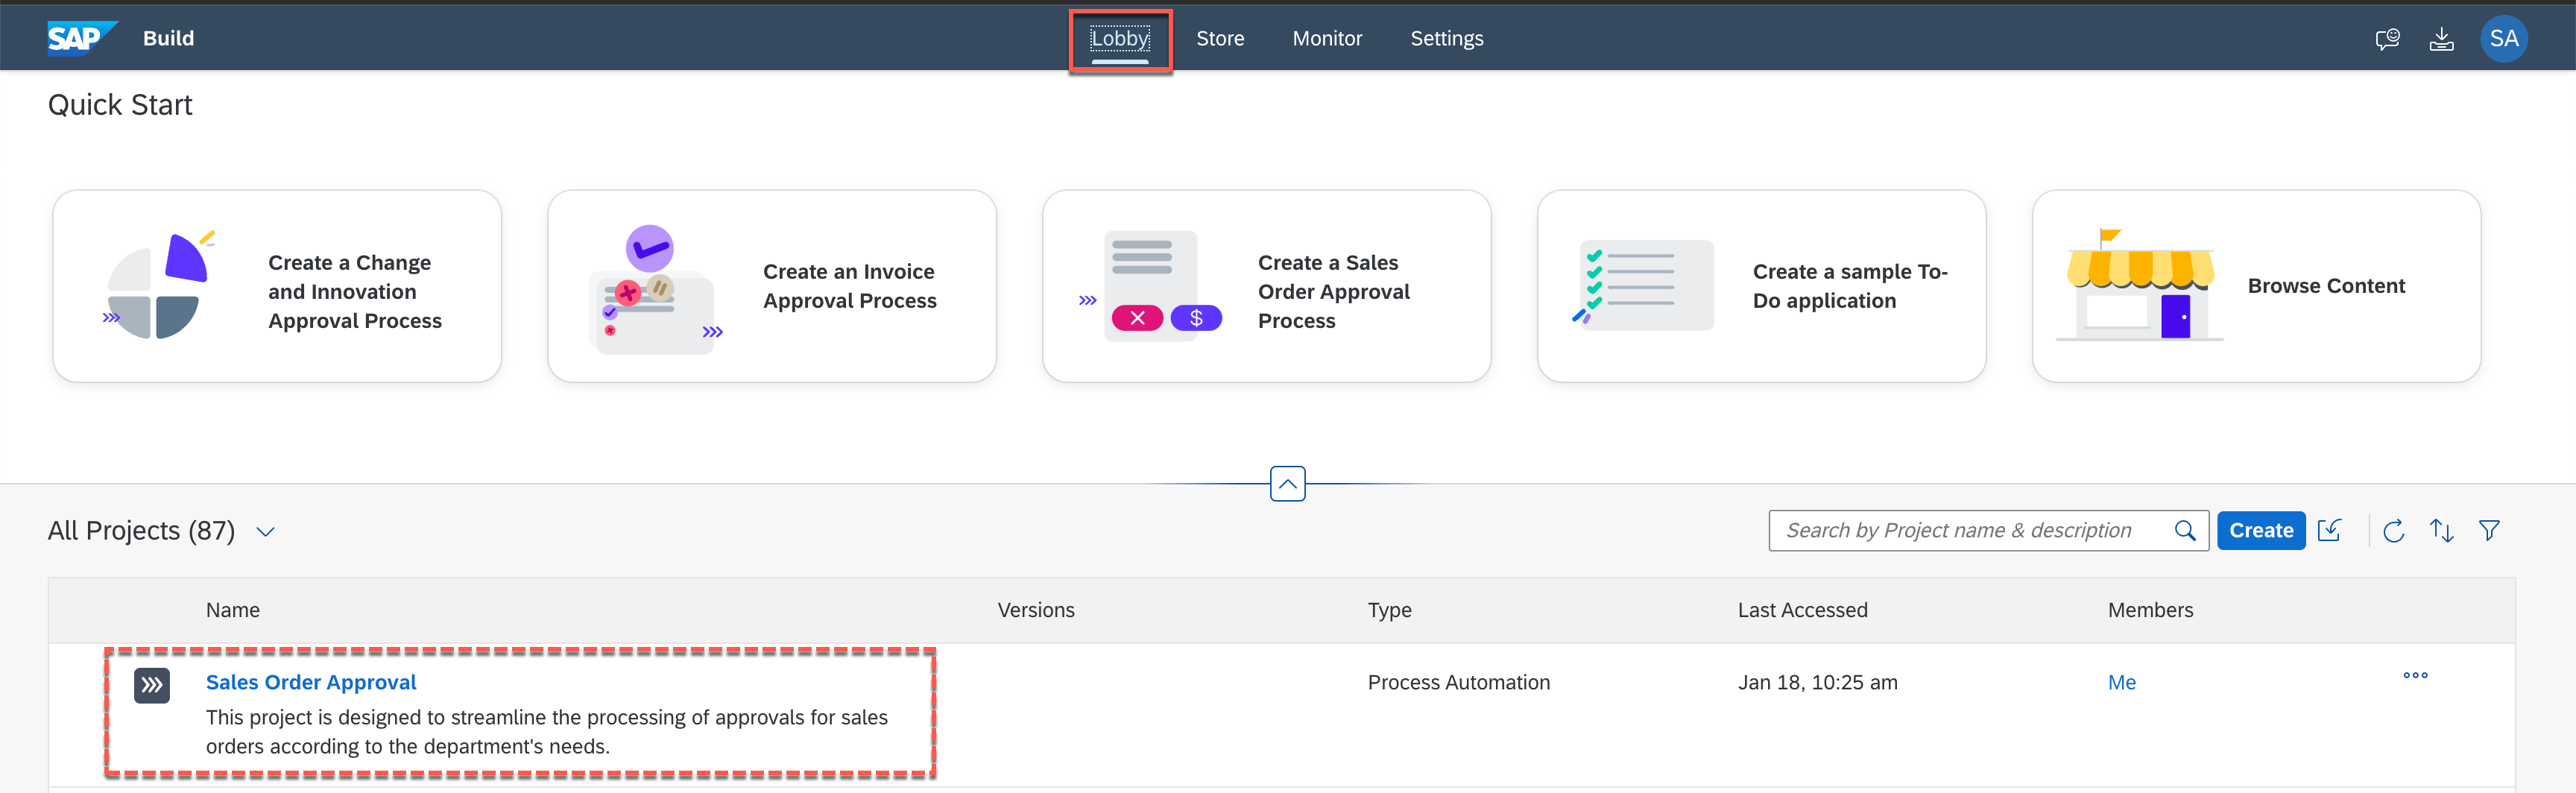 SAP Build
Lobby Store Monitor Settings
SA
Quick Start
Create a Change
and Innovation
Approval Process
Create an Invoice
Approval Process
$
Create a Sales
Order Approval
Process
Create a sample To-
Do application
Browse Content
All Projects (87)
Search by Project name & description
Create
Name Versions Type Last Accessed Members
Sales Order Approval Process Automation Jan 18, 10:25 am Me
This project is designed to streamline the processing of approvals for sales
orders according to the department's needs.